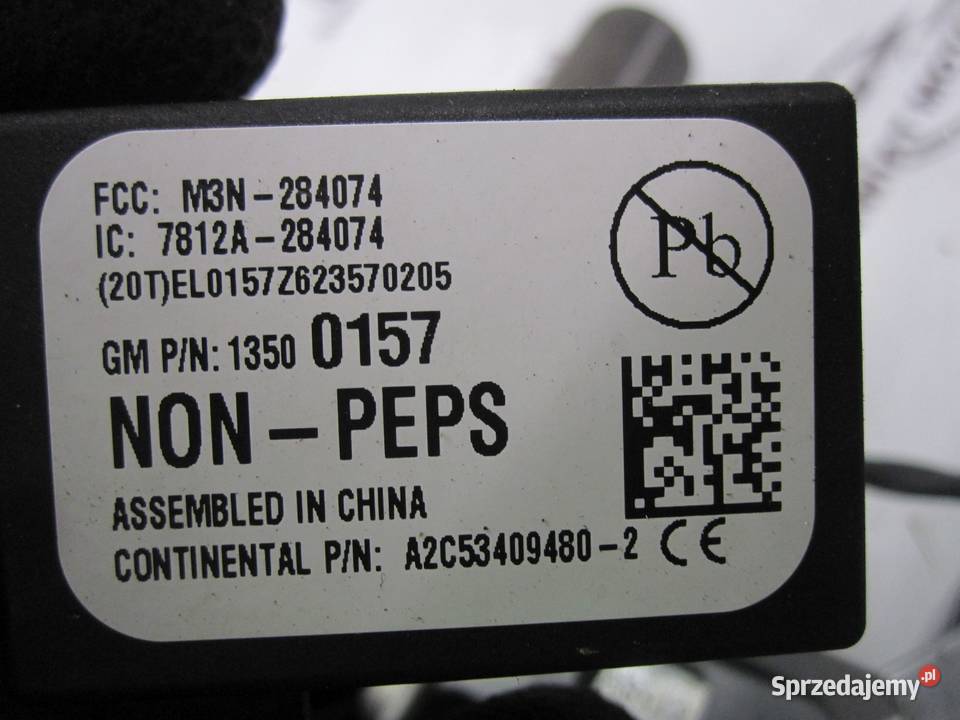 FCC: M3N-284074
IC: 7812A-284074
(20T)EL0157Z623570205
GM P/N: 1350 0157
NON-PEPS
ASSEMBLED IN CHINA
CONTINENTAL P/N: A2C53409480-2 CE
Pb
Sprzedajemy.pl